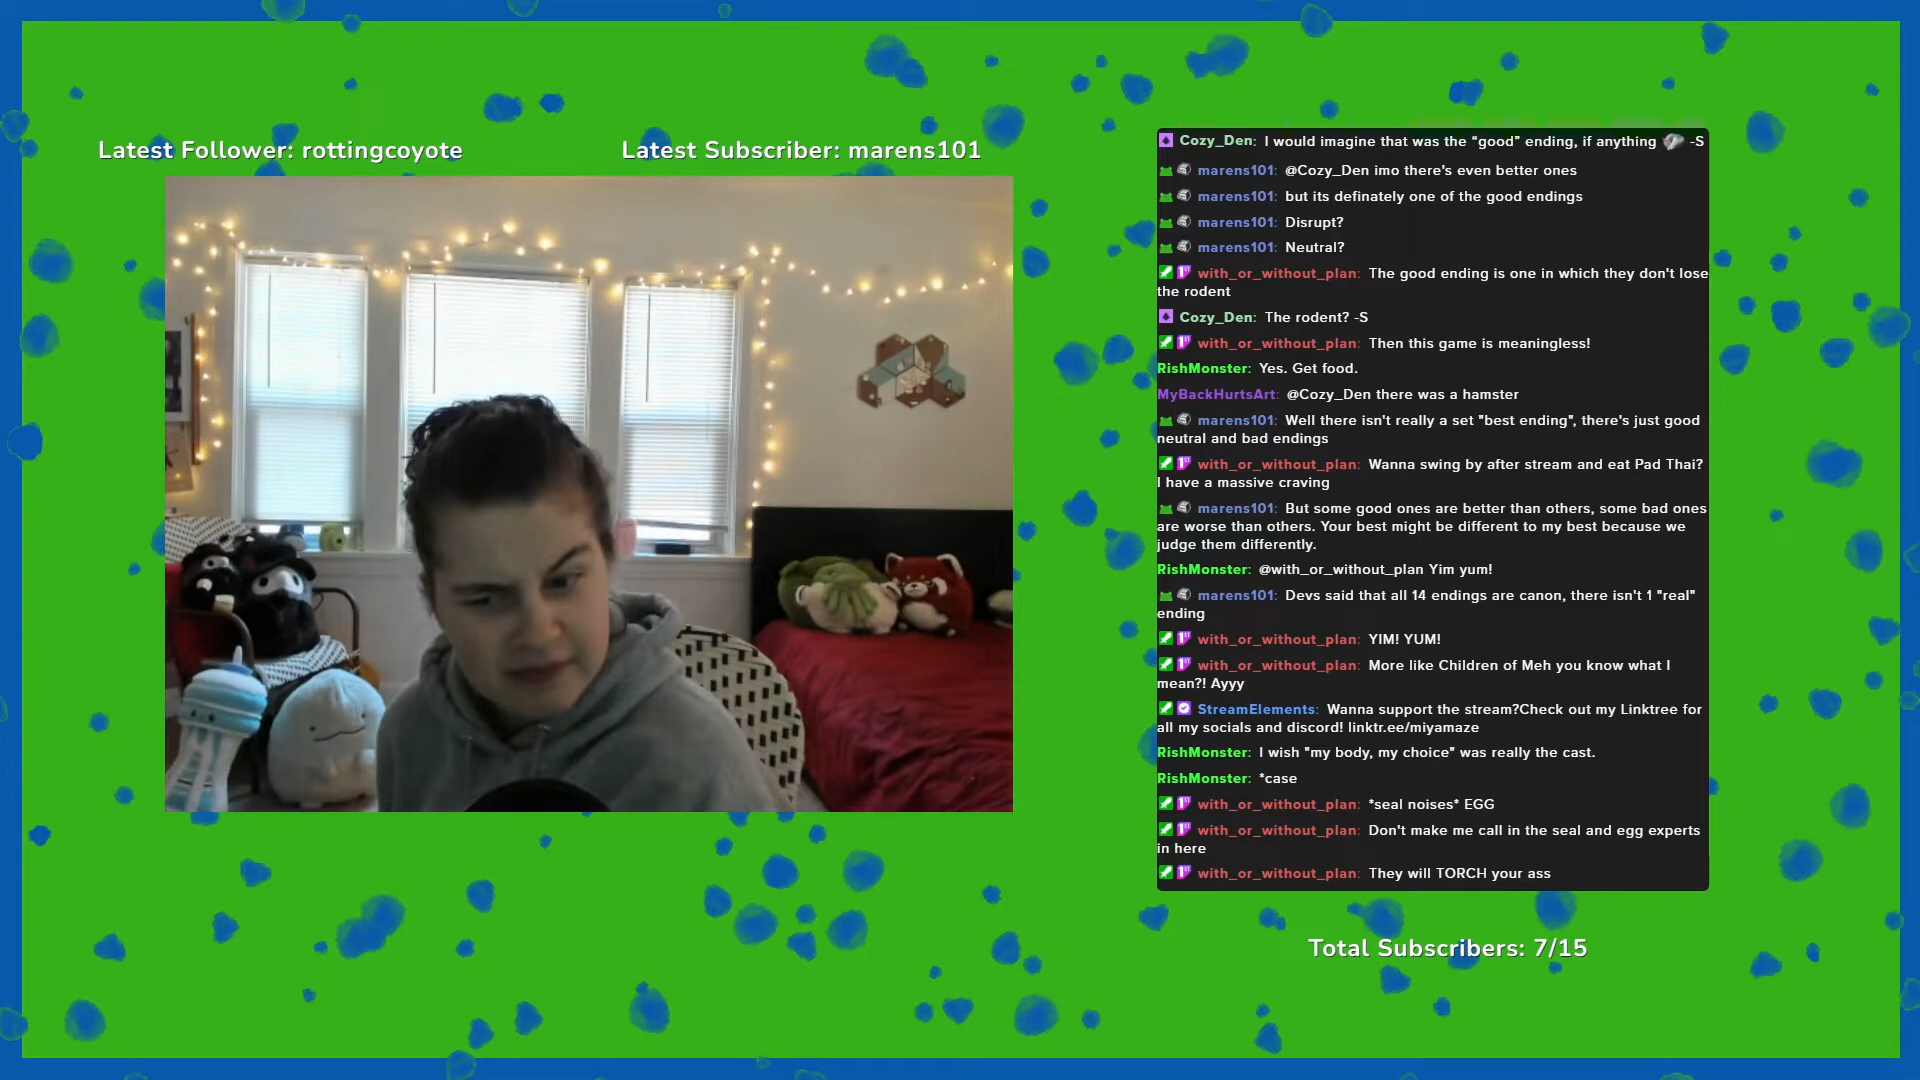 Latest Follower: rottingcoyote
Latest Subscriber: marens101
Cozy_Den: I would imagine that was the “good” ending, if anything -S
marens101: @Cozy_Den imo there's even better ones
marens101: but its definately one of the good endings
marens101: Disrupt?
marens101: Neutral?
with_or_without_plan: The good ending is one in which they don't lose
the rodent
Cozy_Den: The rodent? -S
with_or_without_plan: Then this game is meaningless!
RishMonster: Yes. Get food.
MyBackHurtsArt: @Cozy_Den there was a hamster
marens101: Well there isn't really a set "best ending", there's just good
neutral and bad endings
with_or_without_plan: Wanna swing by after stream and eat Pad Thai?
I have a massive craving
marens101: But some good ones are better than others, some bad ones
are worse than others. Your best might be different to my best because we
judge them differently.
RishMonster: @with_or_without_plan Yim yum!
marens101: Devs said that all 14 endings are canon, there isn't 1 "real"
ending
with_or_without_plan: YIM! YUM!
with_or_without_plan: More like Children of Meh you know what I
mean?! Ayyy
StreamElements: Wanna support the stream?Check out my Linktree for
all my socials and discord! linktr.ee/miyamaze
RishMonster: I wish "my body, my choice" was really the cast.
RishMonster: *case
with_or_without_plan: *seal noises* EGG
with_or_without_plan: Don't make me call in the seal and egg experts
in here
with_or_without_plan: They will TORCH your ass
Total Subscribers: 7/15